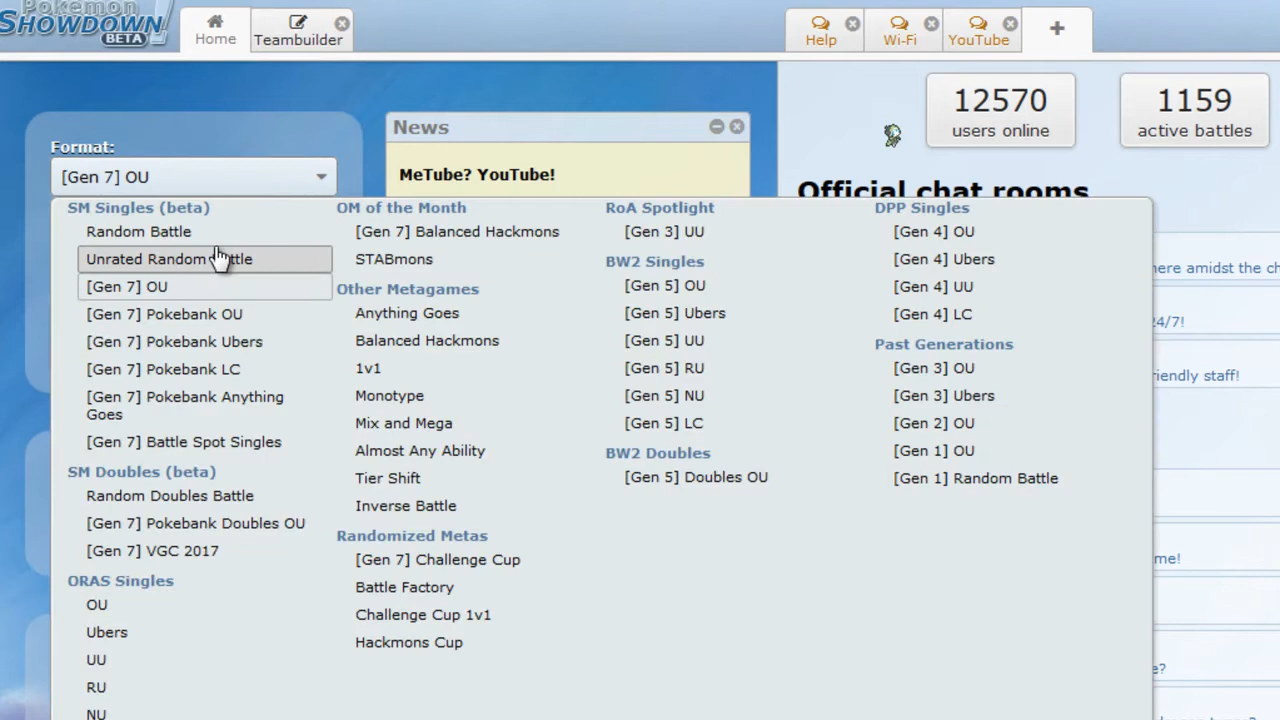 Pokémon
SHOWDOWN
BETA
Home
Teambuilder
Help
Wi-Fi
YouTube
12570
users online
1159
active battles
Format:
[Gen 7] OU
News
MeTube? YouTube!
Official chat rooms
SM Singles (beta)
Random Battle
Unrated Random Battle
[Gen 7] OU
[Gen 7] Pokebank OU
[Gen 7] Pokebank Ubers
[Gen 7] Pokebank LC
[Gen 7] Pokebank Anything
Goes
[Gen 7] Battle Spot Singles
SM Doubles (beta)
Random Doubles Battle
[Gen 7] Pokebank Doubles OU
[Gen 7] VGC 2017
ORAS Singles
OU
Ubers
UU
RU
NU
OM of the Month
[Gen 7] Balanced Hackmons
STABmons
Other Metagames
Anything Goes
Balanced Hackmons
1v1
Monotype
Mix and Mega
Almost Any Ability
Tier Shift
Inverse Battle
Randomized Metas
[Gen 7] Challenge Cup
Battle Factory
Challenge Cup 1v1
Hackmons Cup
RoA Spotlight
[Gen 3] UU
BW2 Singles
[Gen 5] OU
[Gen 5] Ubers
[Gen 5] UU
[Gen 5] RU
[Gen 5] NU
[Gen 5] LC
BW2 Doubles
[Gen 5] Doubles OU
DPP Singles
[Gen 4] OU
[Gen 4] Ubers
[Gen 4] UU
[Gen 4] LC
Past Generations
[Gen 3] OU
[Gen 3] Ubers
[Gen 2] OU
[Gen 1] OU
[Gen 1] Random Battle
here amidst the ch
24/7!
iendly staff!
me!
e?